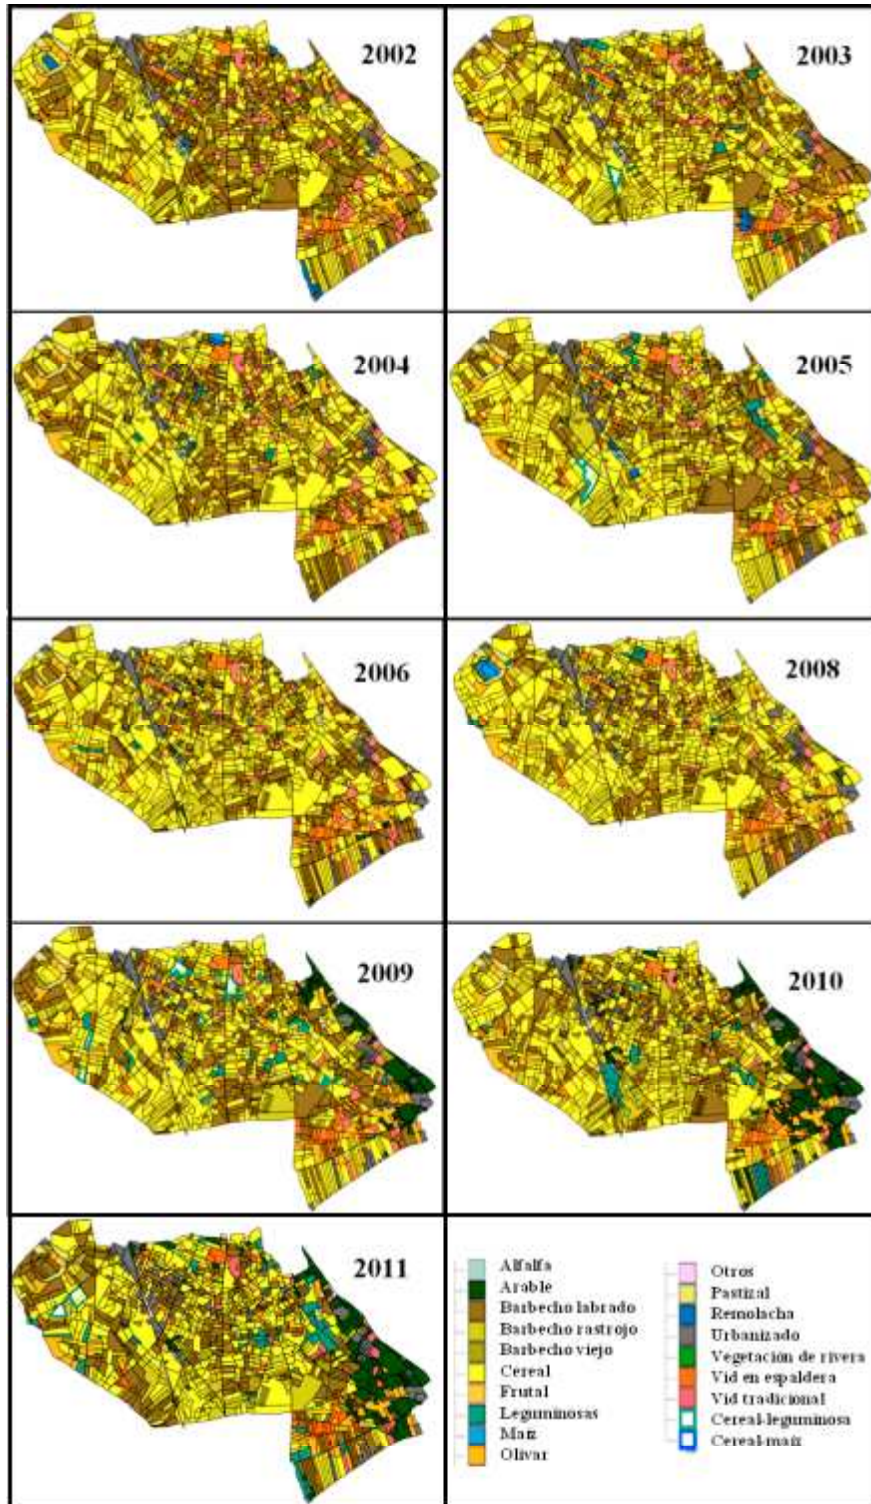 2002
2003
2004
2005
2006
2008
2009
2010
2011
Alfalfa
Arable
Barbecho labrado
Barbecho rastrojo
Barbecho viejo
Cereal
Frutal
Leguminosas
Maíz
Olivar
Otros
Pastizal
Remolacha
Urbanizado
Vegetación de rivera
Vid en espaldera
Vid tradicional
Cereal-leguminosa
Cereal-maíz